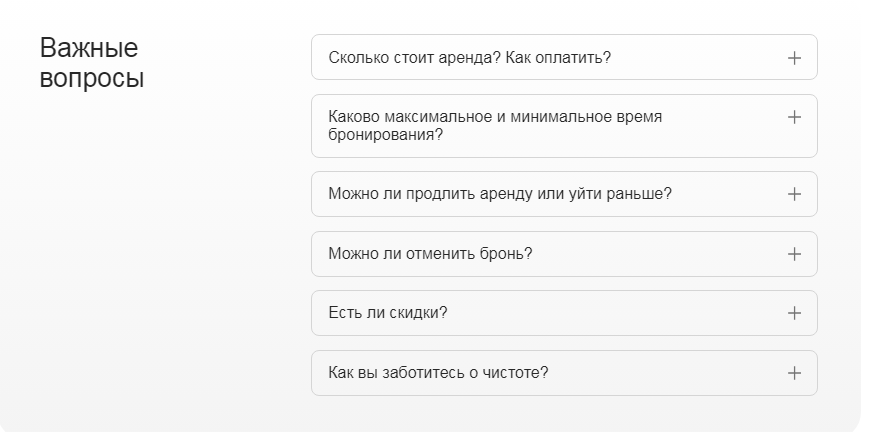 Важные
вопросы
Сколько стоит аренда? Как оплатить?
Каково максимальное и минимальное время
бронирования?
Можно ли продлить аренду или уйти раньше?
Можно ли отменить бронь?
Есть ли скидки?
Как вы заботитесь о чистоте?